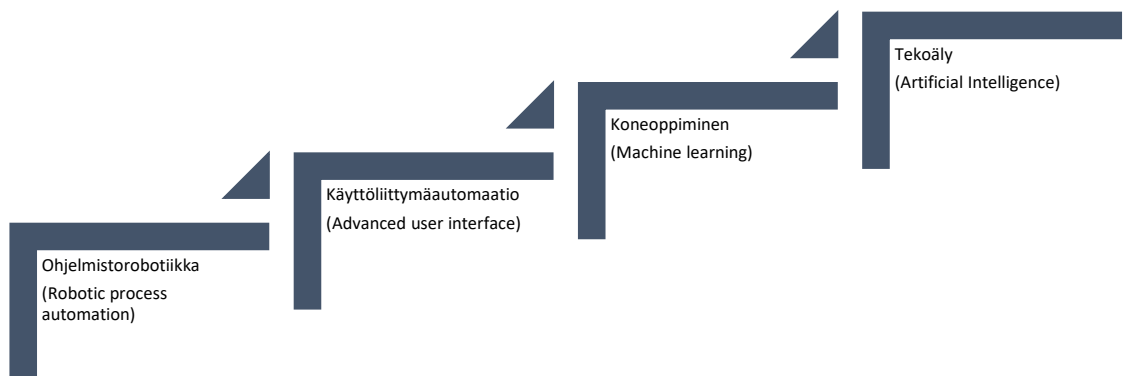 Ohjelmistorobotiikka
(Robotic process
automation)
Käyttöliittymäautomaatio
(Advanced user interface)
Koneoppiminen
(Machine learning)
Tekoäly
(Artificial Intelligence)